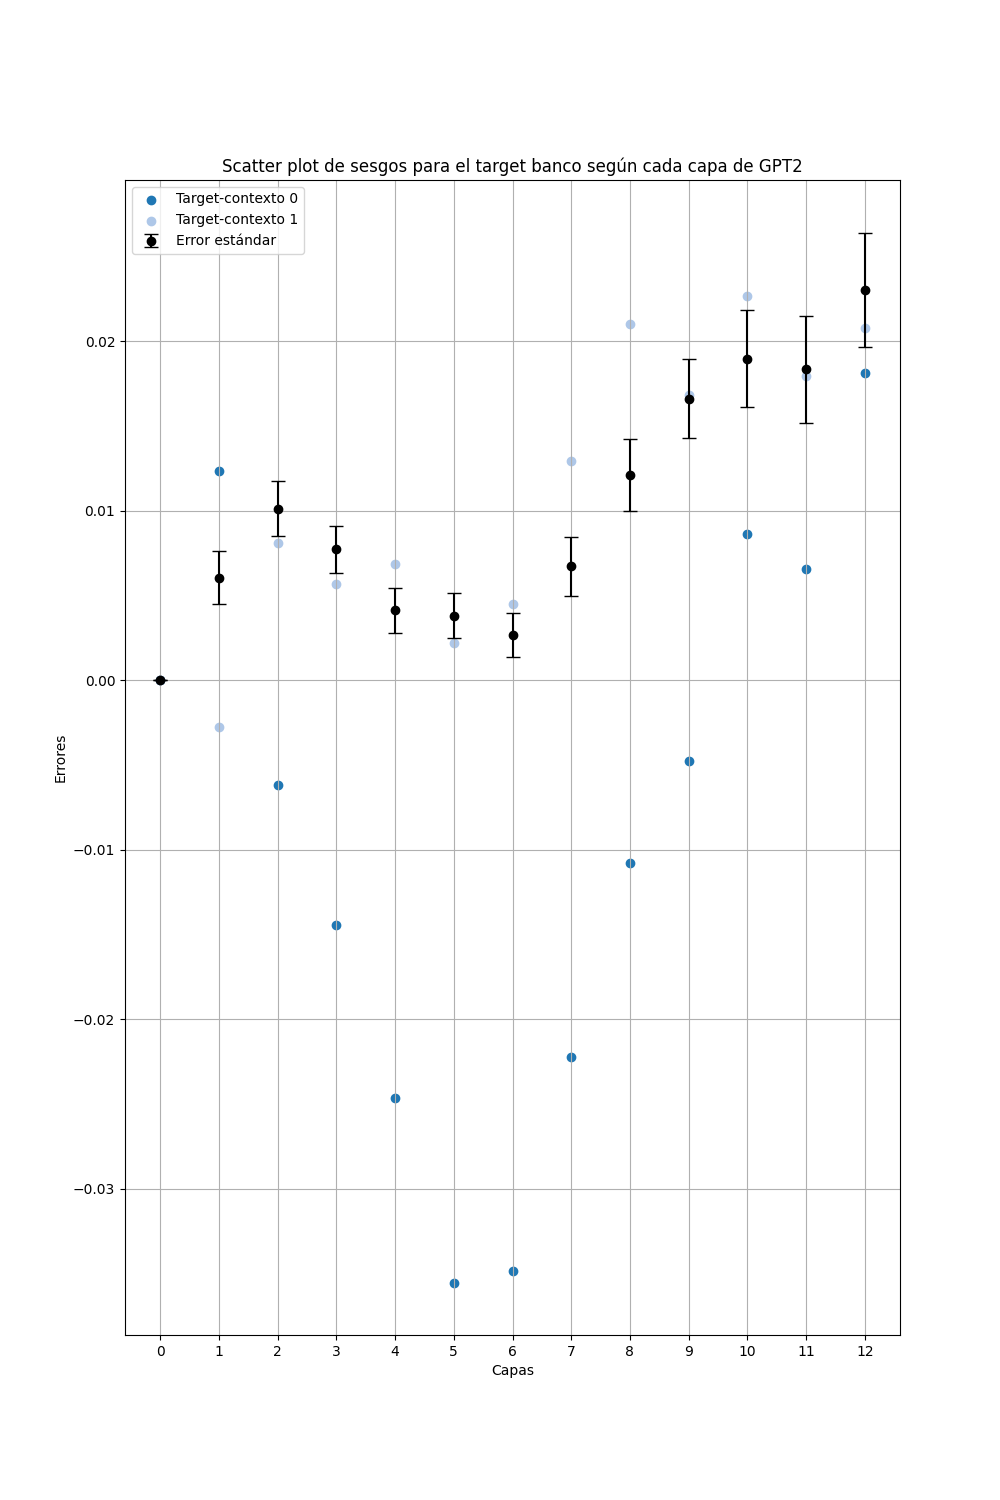 Scatter plot de sesgos para el target banco según cada capa de GPT2
Target-contexto 0
Target-contexto 1
Error estándar
Errores
0.02
0.01
0.00
−0.01
−0.02
−0.03
0 1 2 3 4 5 6 7 8 9 10 11 12
Capas